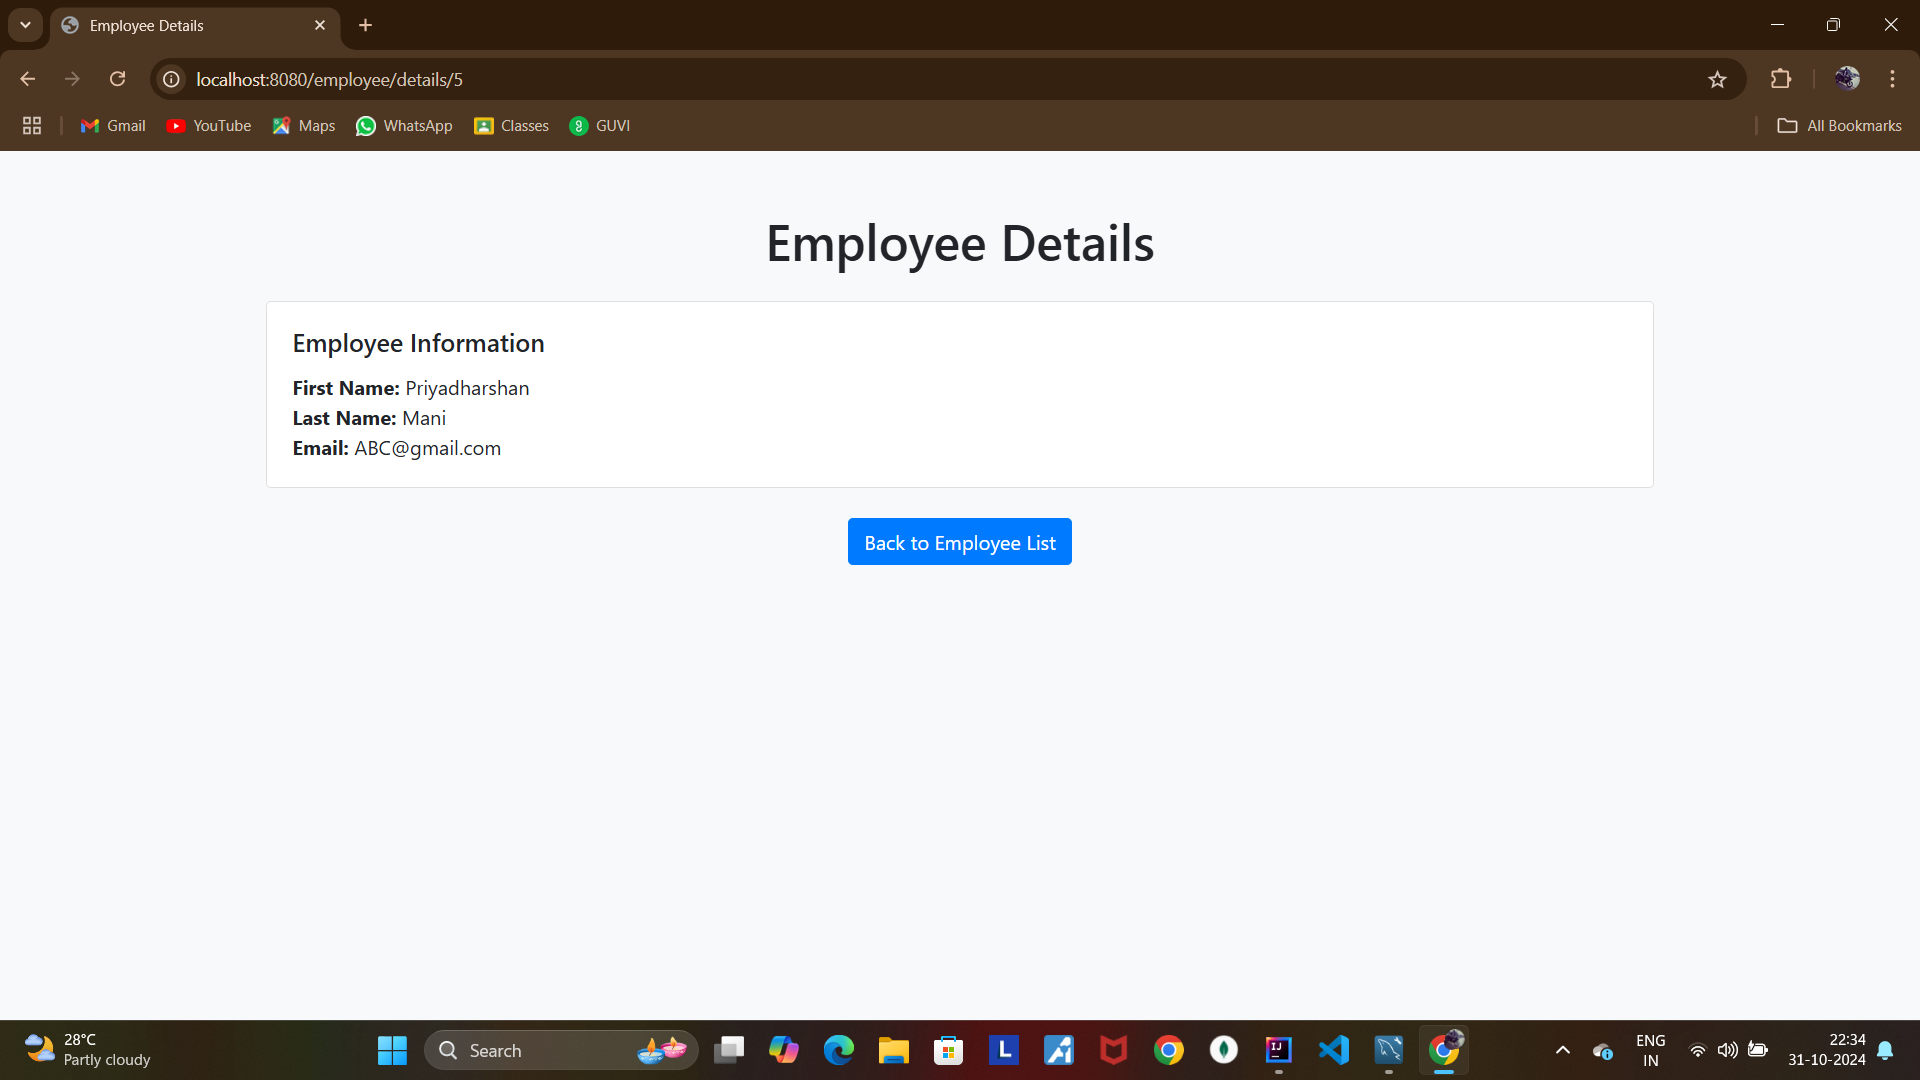 Employee Details
localhost:8080/employee/details/5
Gmail
YouTube
Maps
WhatsApp
Classes
GUVI
All Bookmarks
Employee Details
Employee Information
First Name: Priyadharshan
Last Name: Mani
Email: ABC@gmail.com
Back to Employee List
28°C
Partly cloudy
Search
L
IJ
ENG
IN
22:34
31-10-2024